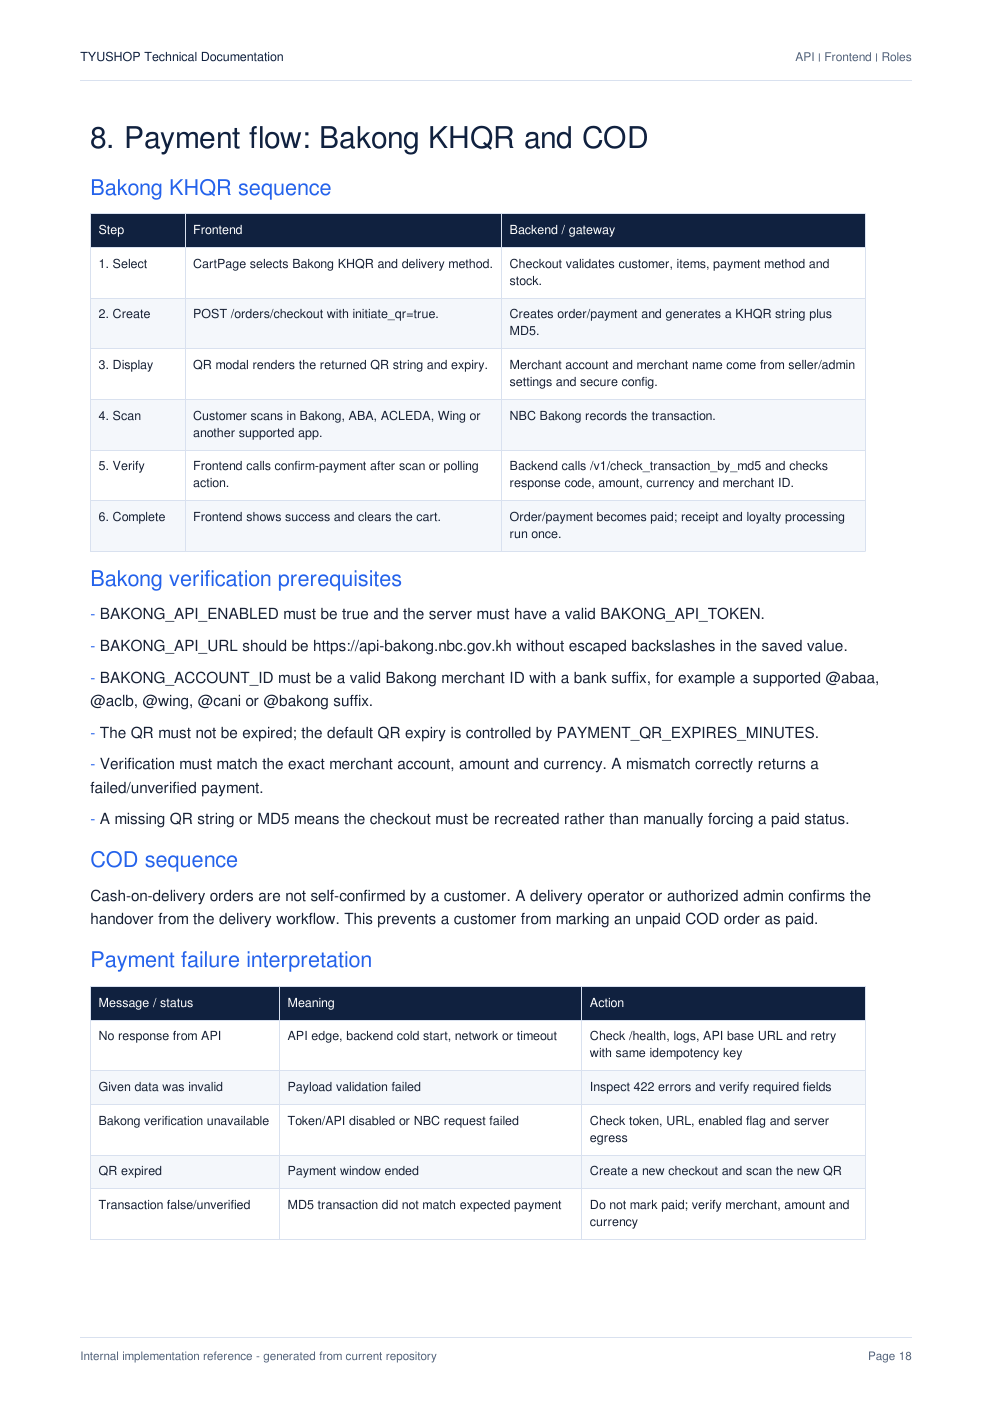 TYUSHOP Technical Documentation
API | Frontend | Roles
8. Payment flow: Bakong KHQR and COD
Bakong KHQR sequence
Step
Frontend
Backend / gateway
1. Select
CartPage selects Bakong KHQR and delivery method.
Checkout validates customer, items, payment method and
stock.
2. Create
POST /orders/checkout with initiate_qr=true.
Creates order/payment and generates a KHQR string plus
MD5.
3. Display
QR modal renders the returned QR string and expiry.
Merchant account and merchant name come from seller/admin
settings and secure config.
4. Scan
Customer scans in Bakong, ABA, ACLEDA, Wing or
another supported app.
NBC Bakong records the transaction.
5. Verify
Frontend calls confirm-payment after scan or polling
action.
Backend calls /v1/check_transaction_by_md5 and checks
response code, amount, currency and merchant ID.
6. Complete
Frontend shows success and clears the cart.
Order/payment becomes paid; receipt and loyalty processing
run once.
Bakong verification prerequisites
- BAKONG_API_ENABLED must be true and the server must have a valid BAKONG_API_TOKEN.
- BAKONG_API_URL should be https://api-bakong.nbc.gov.kh without escaped backslashes in the saved value.
- BAKONG_ACCOUNT_ID must be a valid Bakong merchant ID with a bank suffix, for example a supported @abaa,
@aclb, @wing, @cani or @bakong suffix.
- The QR must not be expired; the default QR expiry is controlled by PAYMENT_QR_EXPIRES_MINUTES.
- Verification must match the exact merchant account, amount and currency. A mismatch correctly returns a
failed/unverified payment.
- A missing QR string or MD5 means the checkout must be recreated rather than manually forcing a paid status.
COD sequence
Cash-on-delivery orders are not self-confirmed by a customer. A delivery operator or authorized admin confirms the
handover from the delivery workflow. This prevents a customer from marking an unpaid COD order as paid.
Payment failure interpretation
Message / status
Meaning
Action
No response from API
API edge, backend cold start, network or timeout
Check /health, logs, API base URL and retry
with same idempotency key
Given data was invalid
Payload validation failed
Inspect 422 errors and verify required fields
Bakong verification unavailable
Token/API disabled or NBC request failed
Check token, URL, enabled flag and server
egress
QR expired
Payment window ended
Create a new checkout and scan the new QR
Transaction false/unverified
MD5 transaction did not match expected payment
Do not mark paid; verify merchant, amount and
currency
Internal implementation reference - generated from current repository
Page 18